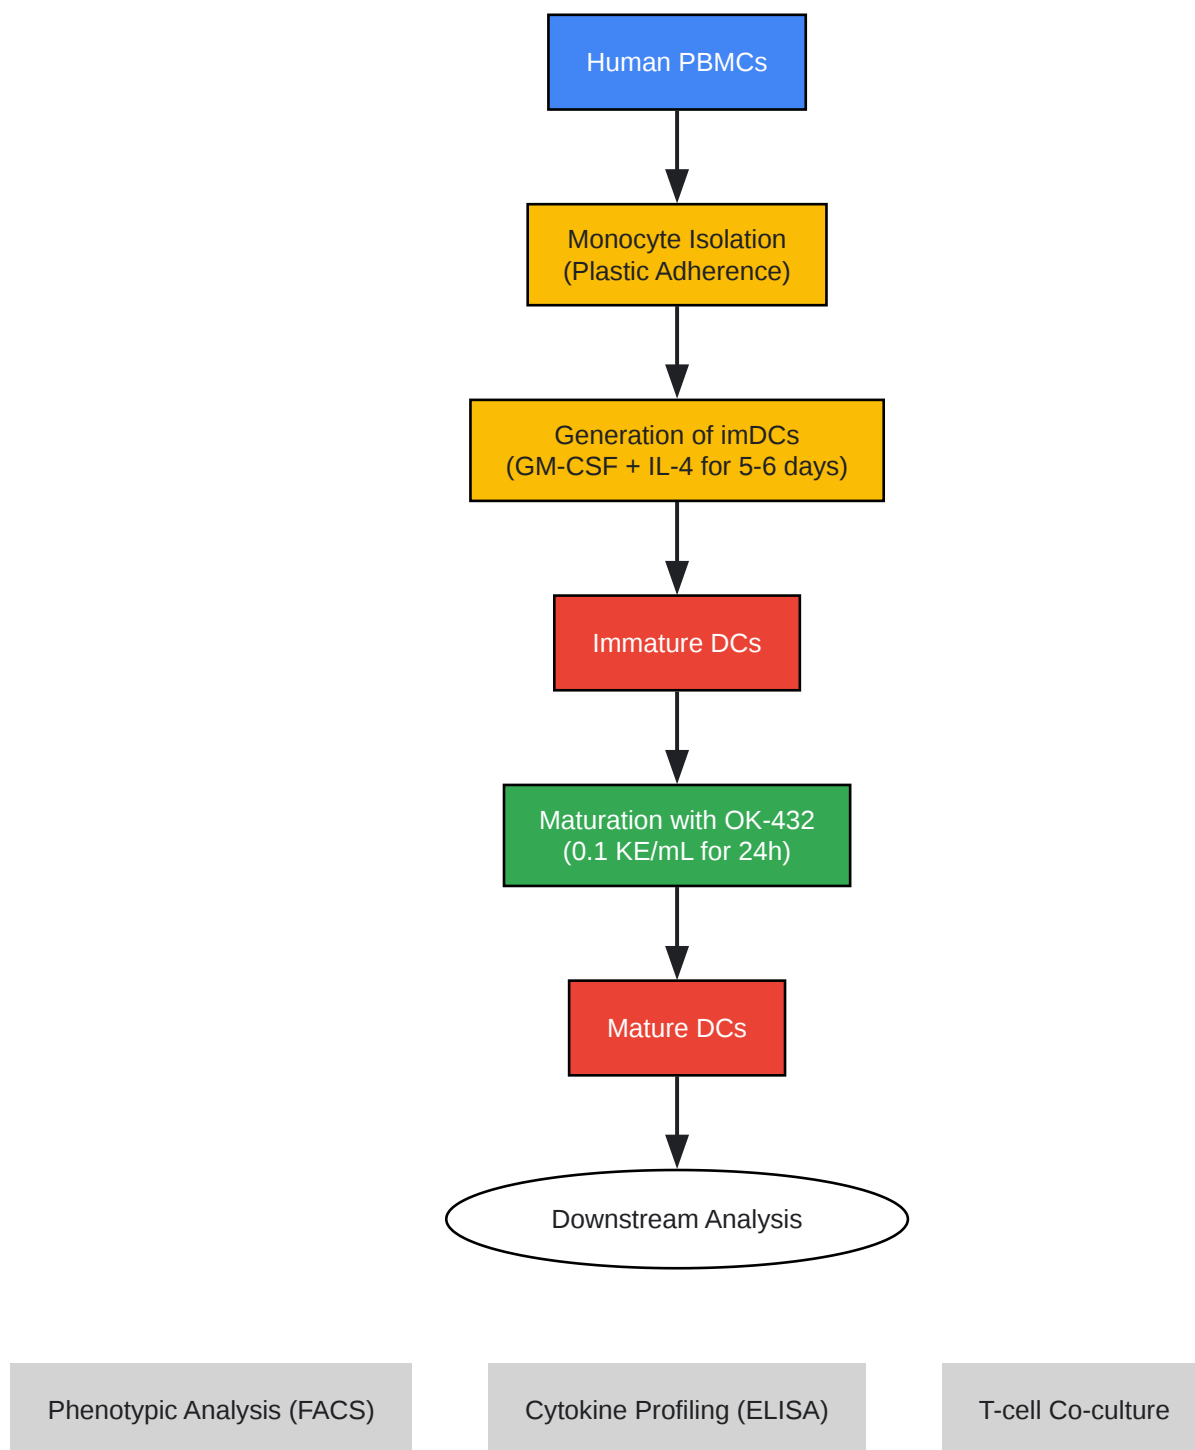 Human PBMCs
Monocyte Isolation
(Plastic Adherence)
Generation of imDCs
(GM-CSF + IL-4 for 5-6 days)
Immature DCs
Maturation with OK-432
(0.1 KE/mL for 24h)
Mature DCs
Downstream Analysis
Phenotypic Analysis (FACS)
Cytokine Profiling (ELISA)
T-cell Co-culture